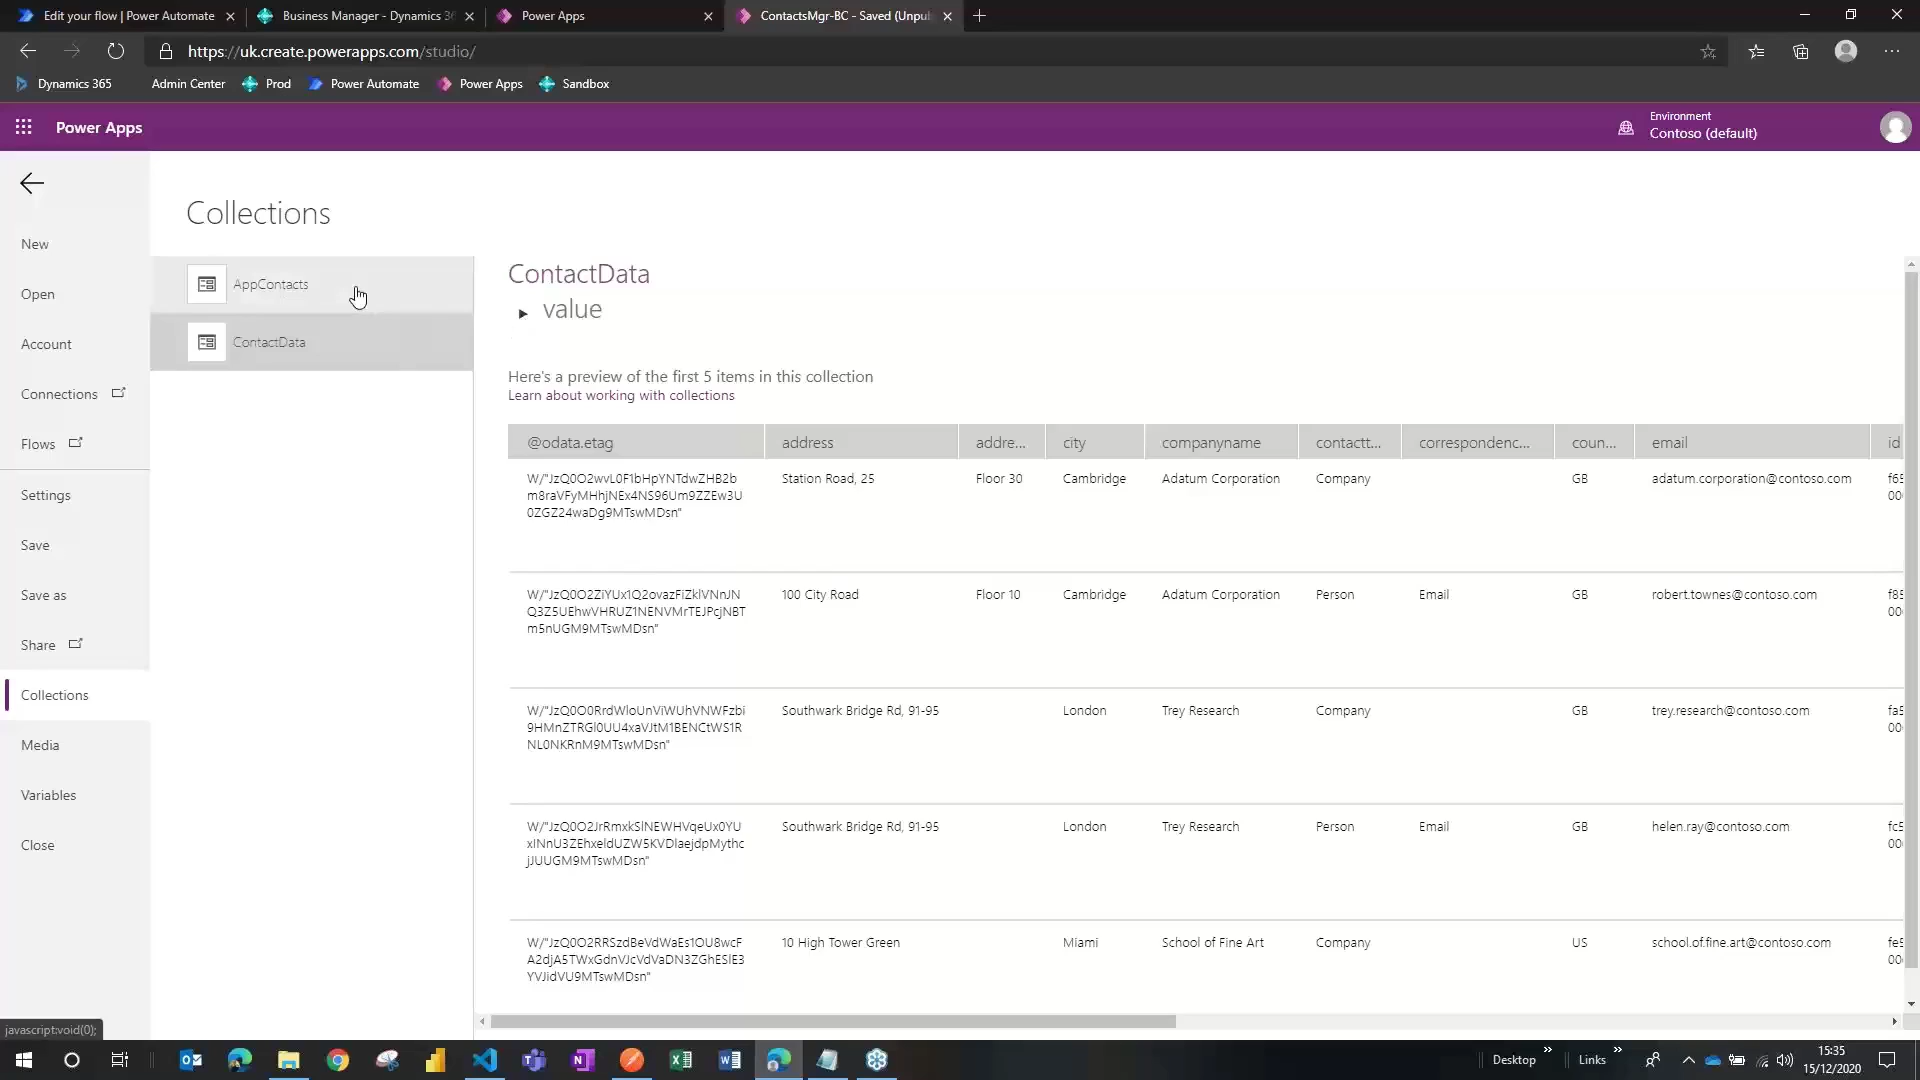 Edit your flow | Power Automate
Business Manager - Dynamics 36
Power Apps
ContactsMgr-BC - Saved (Unpub
https://uk.create.powerapps.com/studio/
Dynamics 365
Admin Center
Prod
Power Automate
Power Apps
Sandbox
Power Apps
Environment
Contoso (default)
New
Open
Account
Connections
Flows
Settings
Save
Save as
Share
Collections
Media
Variables
Close
Collections
AppContacts
ContactData
ContactData
value
Here's a preview of the first 5 items in this collection
Learn about working with collections
@odata.etag address addre... city companyname contactt... correspondenc... coun... email id
Station Road, 25 Floor 30 Cambridge Adatum Corporation Company GB adatum.corporation@contoso.com
100 City Road Floor 10 Cambridge Adatum Corporation Person Email GB robert.townes@contoso.com
Southwark Bridge Rd, 91-95 London Trey Research Company GB trey.research@contoso.com
Southwark Bridge Rd, 91-95 London Trey Research Person Email GB helen.ray@contoso.com
10 High Tower Green Miami School of Fine Art Company US school.of.fine.art@contoso.com
javascript:void(0);
Desktop
Links
15:35
15/12/2020